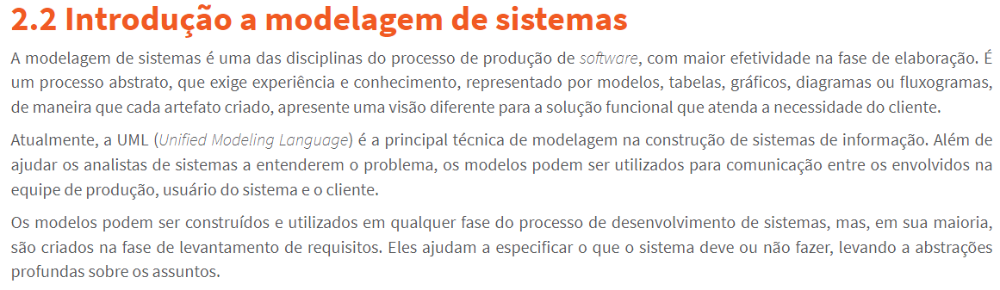 2.2 Introdução a modelagem de sistemas
A modelagem de sistemas é uma das disciplinas do processo de produção de software, com maior efetividade na fase de elaboração. É
um processo abstrato, que exige experiência e conhecimento, representado por modelos, tabelas, gráficos, diagramas ou fluxogramas,
de maneira que cada artefato criado, apresente uma visão diferente para a solução funcional que atenda a necessidade do cliente.
Atualmente, a UML (Unified Modeling Language) é a principal técnica de modelagem na construção de sistemas de informação. Além de
ajudar os analistas de sistemas a entenderem o problema, os modelos podem ser utilizados para comunicação entre os envolvidos na
equipe de produção, usuário do sistema e o cliente.
Os modelos podem ser construídos e utilizados em qualquer fase do processo de desenvolvimento de sistemas, mas, em sua maioria,
são criados na fase de levantamento de requisitos. Eles ajudam a especificar o que o sistema deve ou não fazer, levando a abstrações
profundas sobre os assuntos.